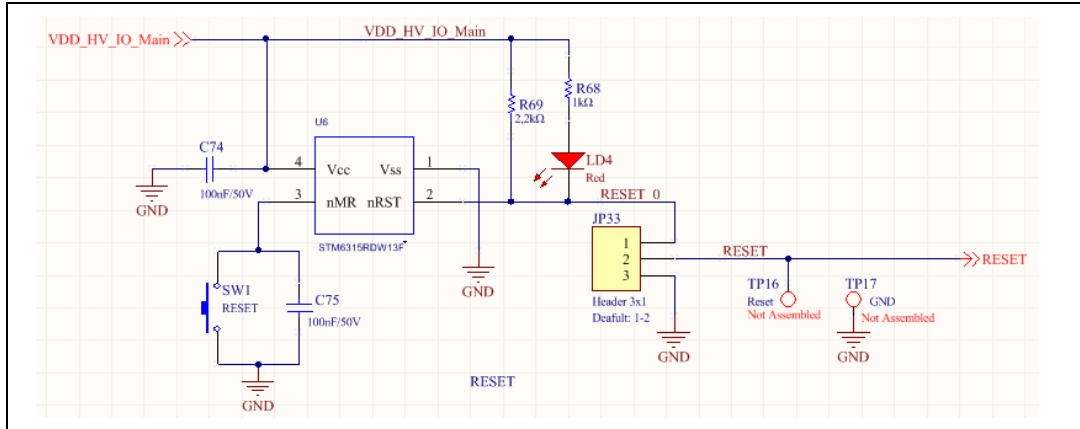 VDD_HV_IO_Main
VDD_HV_IO_Main
R69
2,2kΩ
R68
1kΩ
U6
C74
100nF/50V
GND
4
Vcc
Vss
1
3
nMR
nRST
2
STM6315RDW13F
LD4
Red
RESET_0
JP33
1
2
3
Header 3x1
Deafult: 1-2
RESET
RESET
GND
GND
SW1
RESET
C75
100nF/50V
GND
TP16
Reset
Not Assembled
TP17
GND
Not Assembled
GND
RESET